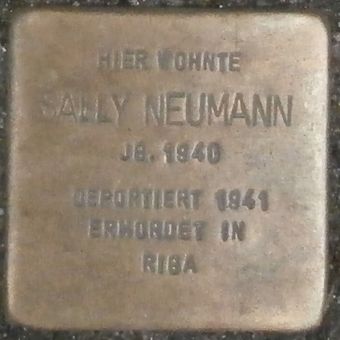 HIER WOHNTE
SALLY NEUMANN
JG. 1940
DEPORTIERT 1941
ERMORDET IN
RIGA